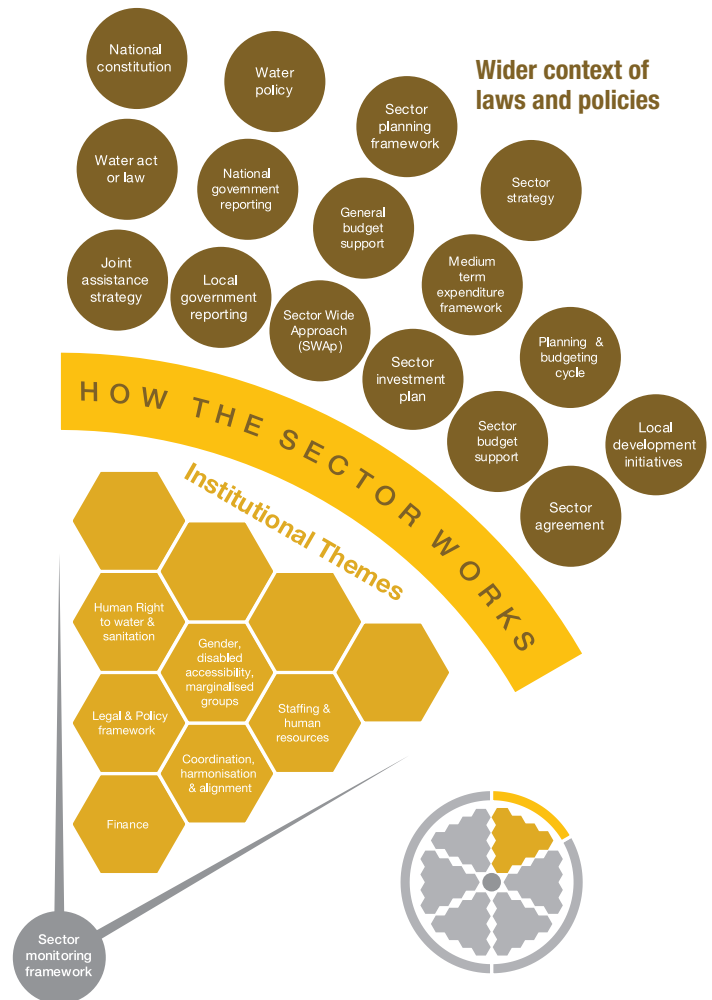 National
constitution
Water
policy
Wider context of
laws and policies
Sector
planning
framework
Water act
or law
National
government
reporting
Sector
strategy
General
budget
support
Joint
assistance
strategy
Local
government
reporting
Medium
term
expenditure
framework
Sector Wide
Approach
(SWAp)
Planning &
budgeting
cycle
Sector
investment
plan
Sector
budget
support
Local
development
initiatives
Sector
agreement
HOW THE SECTOR WORKS
Institutional Themes
Human Right
to water &
sanitation
Gender,
disabled
accessibility,
marginalised
groups
Legal & Policy
framework
Staffing &
human
resources
Coordination,
harmonisation
& alignment
Finance
Sector
monitoring
framework